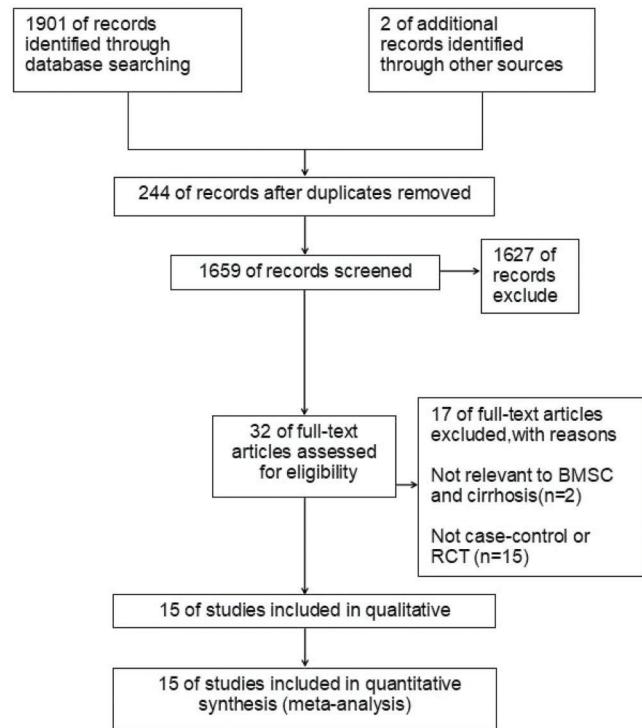 1901 of records
identified through
database searching
2 of additional
records identified
through other sources
244 of records after duplicates removed
1659 of records screened
1627 of
records
exclude
32 of full-text
articles assessed
for eligibility
17 of full-text articles
excluded,with reasons
Not relevant to BMSC
and cirrhosis(n=2)
Not case-control or
RCT (n=15)
15 of studies included in qualitative
15 of studies included in quantitative
synthesis (meta-analysis)